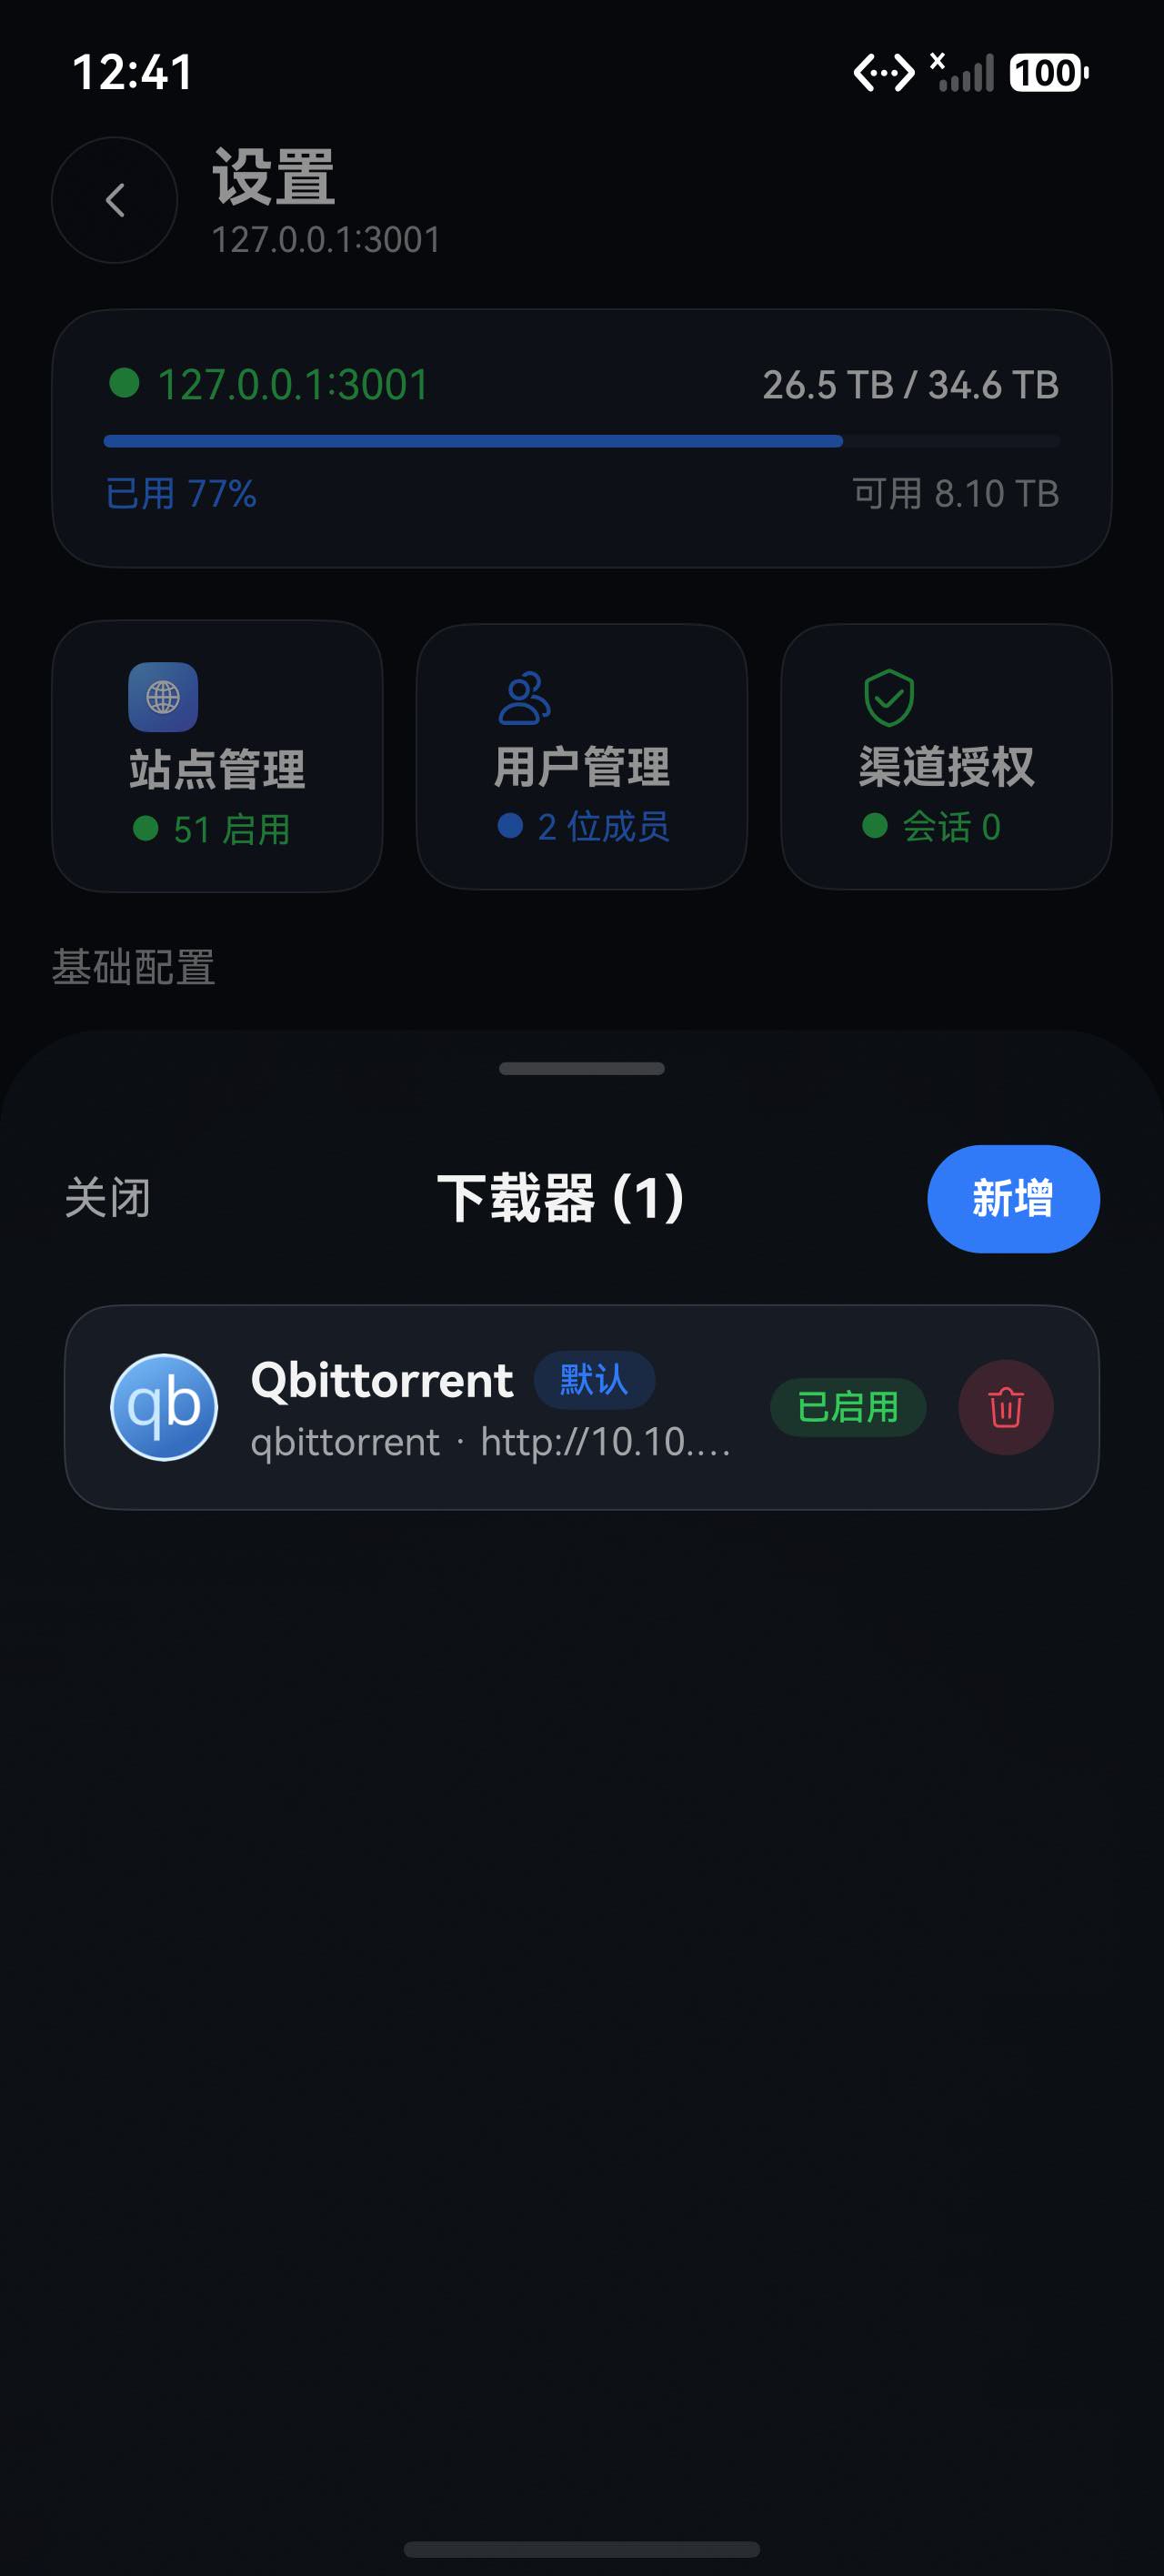 12:41
100
设置
127.0.0.1:3001
127.0.0.1:3001
26.5 TB / 34.6 TB
已用 77%
可用 8.10 TB
站点管理
51 启用
用户管理
2 位成员
渠道授权
会话 0
基础配置
关闭
下载器 (1)
新增
qb
Qbittorrent
默认
qbittorrent · http://10.10.…
已启用